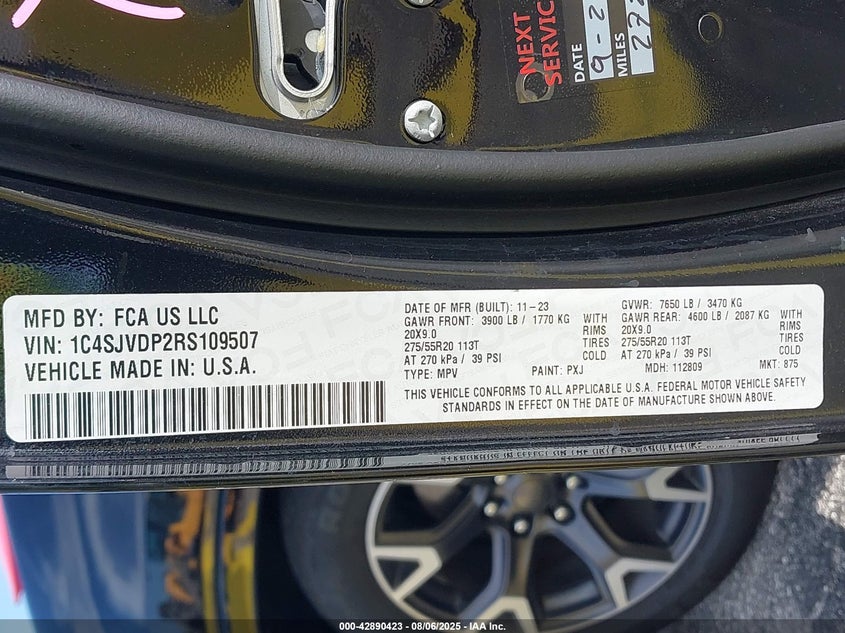 NEXT
SERVIC
DATE
9-2
MILES
272
MFD BY: FCA US LLC
VIN: 1C4SJVDP2RS109507
VEHICLE MADE IN: U.S.A.
DATE OF MFR (BUILT): 11-23 GVWR: 7650 LB / 3470 KG
GAWR FRONT: 3900 LB / 1770 KG WITH GAWR REAR: 4600 LB / 2087 KG WITH
20X9.0 RIMS 20X9.0 RIMS
275/55R20 113T TIRES 275/55R20 113T TIRES
AT 270 kPa / 39 PSI COLD AT 270 kPa / 39 PSI COLD
TYPE: MPV PAINT: PXJ MDH: 112809 MKT: 875
THIS VEHICLE CONFORMS TO ALL APPLICABLE U.S.A. FEDERAL MOTOR VEHICLE SAFETY
STANDARDS IN EFFECT ON THE DATE OF MANUFACTURE SHOWN ABOVE.
000-42890423 - 08/06/2025 - IAA Inc.